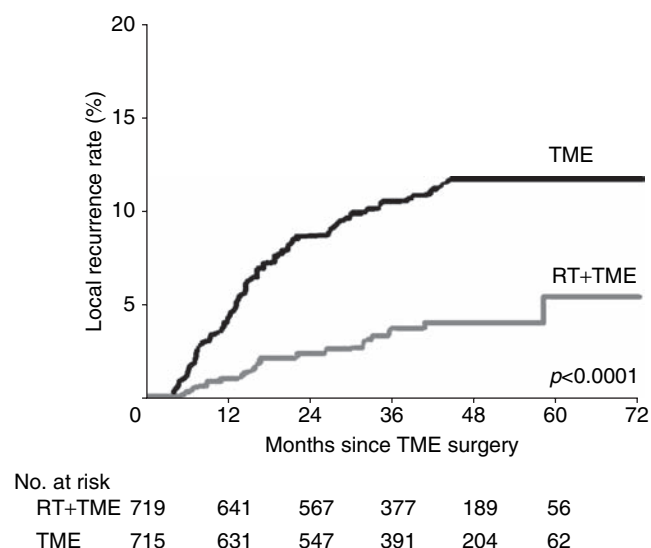 20
15
10
5
Local recurrence rate (%)
TME
RT+TME
p<0.0001
0 12 24 36 48 60 72
Months since TME surgery
No. at risk
RT+TME 719 641 567 377 189 56
TME 715 631 547 391 204 62